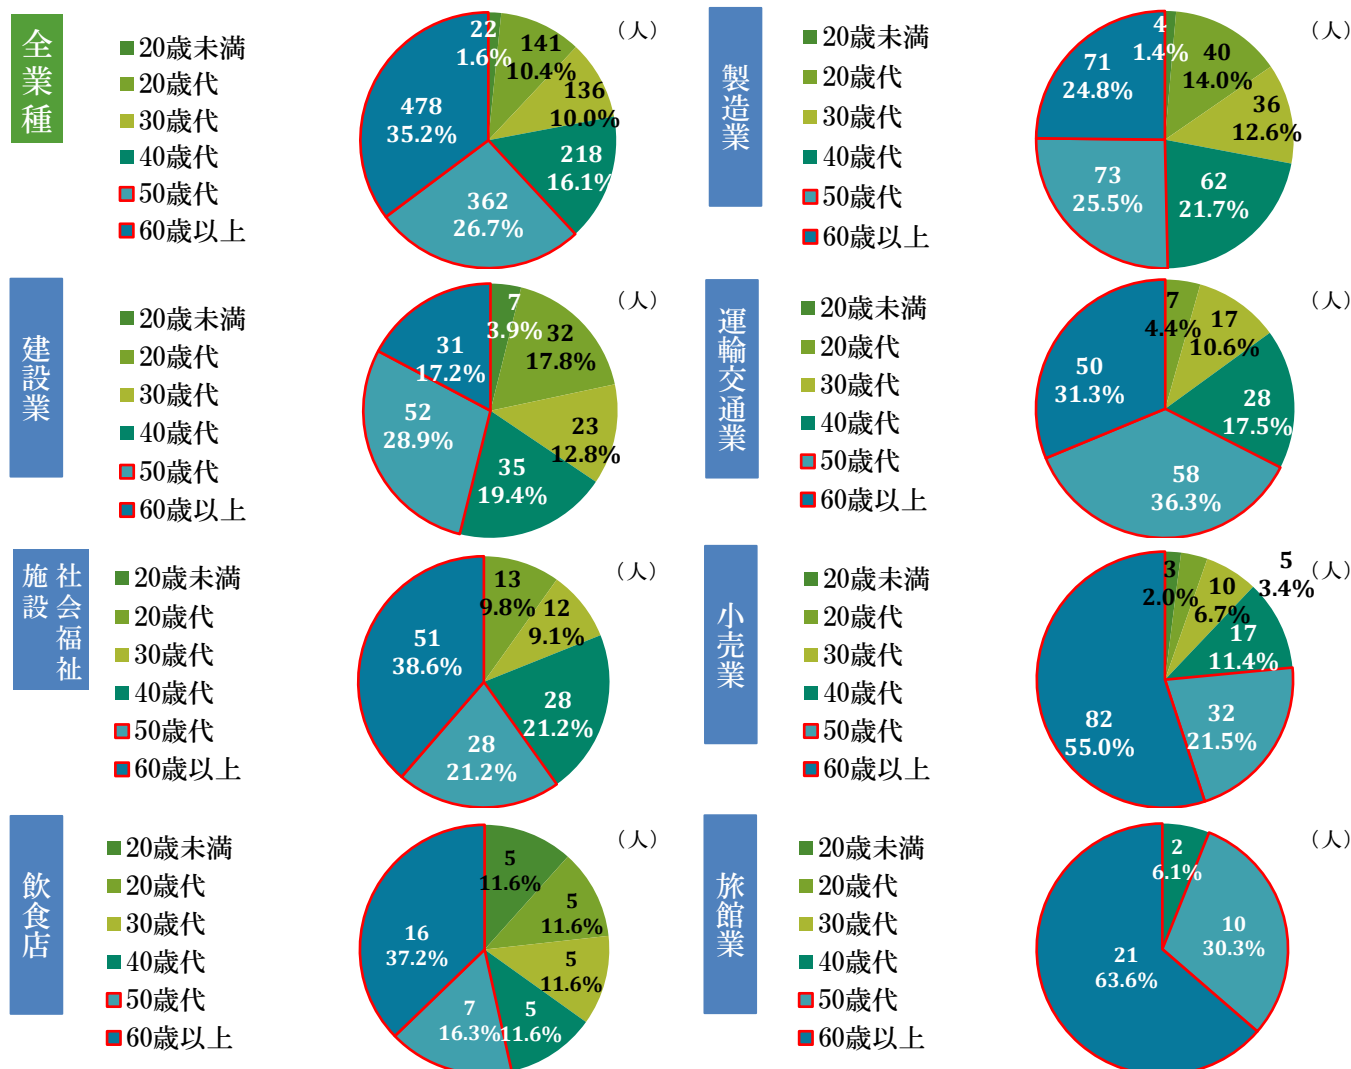 全業種
20歳未満
20歳代
30歳代
40歳代
50歳代
60歳以上
(人)
22
1.6%
141
10.4%
136
10.0%
218
16.1%
362
26.7%
478
35.2%
製造業
20歳未満
20歳代
30歳代
40歳代
50歳代
60歳以上
(人)
4
1.4%
40
14.0%
36
12.6%
62
21.7%
73
25.5%
71
24.8%
建設業
20歳未満
20歳代
30歳代
40歳代
50歳代
60歳以上
(人)
7
3.9%
32
17.8%
23
12.8%
35
19.4%
52
28.9%
31
17.2%
運輸交通業
20歳未満
20歳代
30歳代
40歳代
50歳代
60歳以上
(人)
7
4.4%
17
10.6%
28
17.5%
58
36.3%
50
31.3%
社会福祉
施設
20歳未満
20歳代
30歳代
40歳代
50歳代
60歳以上
(人)
13
9.8%
12
9.1%
28
21.2%
28
21.2%
51
38.6%
小売業
20歳未満
20歳代
30歳代
40歳代
50歳代
60歳以上
(人)
3
2.0%
5
3.4%
10
6.7%
17
11.4%
32
21.5%
82
55.0%
飲食店
20歳未満
20歳代
30歳代
40歳代
50歳代
60歳以上
(人)
5
11.6%
5
11.6%
5
11.6%
5
11.6%
7
16.3%
16
37.2%
旅館業
20歳未満
20歳代
30歳代
40歳代
50歳代
60歳以上
(人)
2
6.1%
10
30.3%
21
63.6%